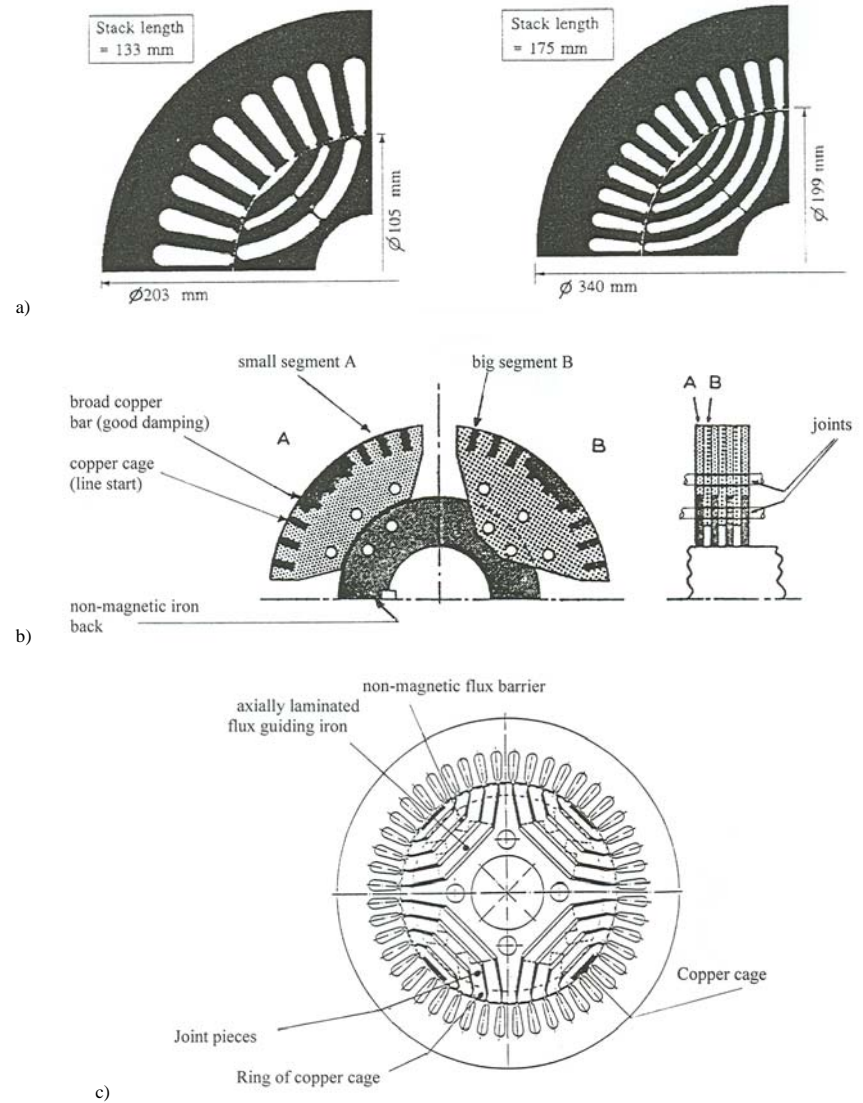 Stack length
= 133 mm
Stack length
= 175 mm
Ø105 mm
Ø199 mm
Ø203 mm
Ø 340 mm
a)
small segment A
big segment B
A B
broad copper
bar (good damping)
A
B
joints
copper cage
(line start)
non-magnetic iron
back
b)
non-magnetic flux barrier
axially laminated
flux guiding iron
Copper cage
Joint pieces
Ring of copper cage
c)